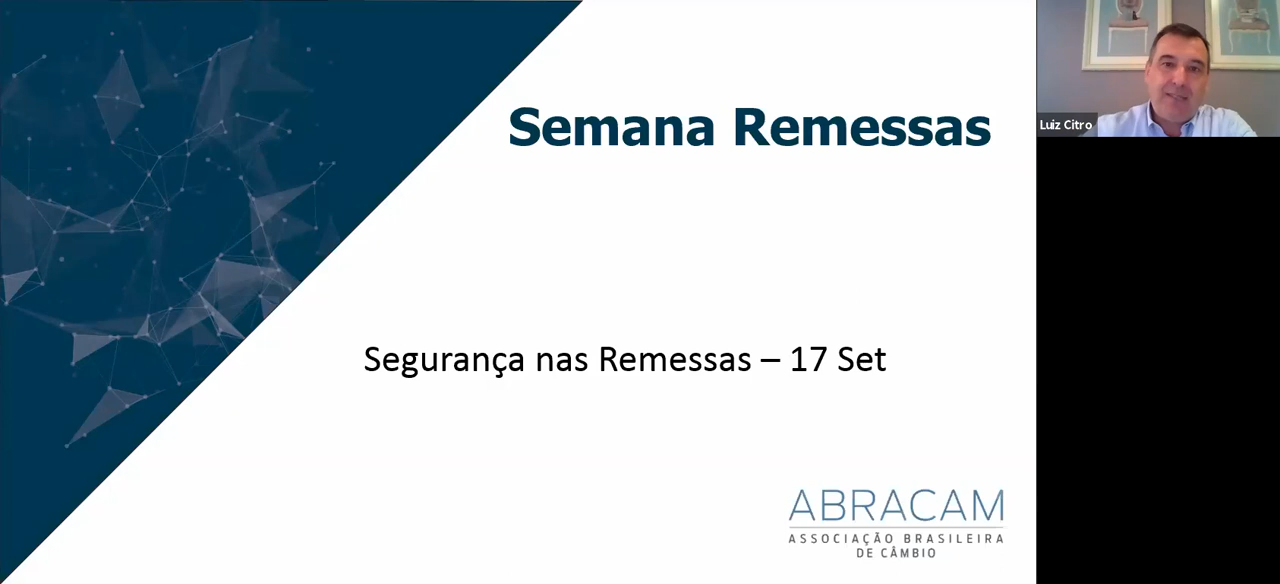 Semana Remessas
Luiz Citro
Segurança nas Remessas – 17 Set
ABRACAM
ASSOCIAÇÃO BRASILEIRA
DE CÂMBIO